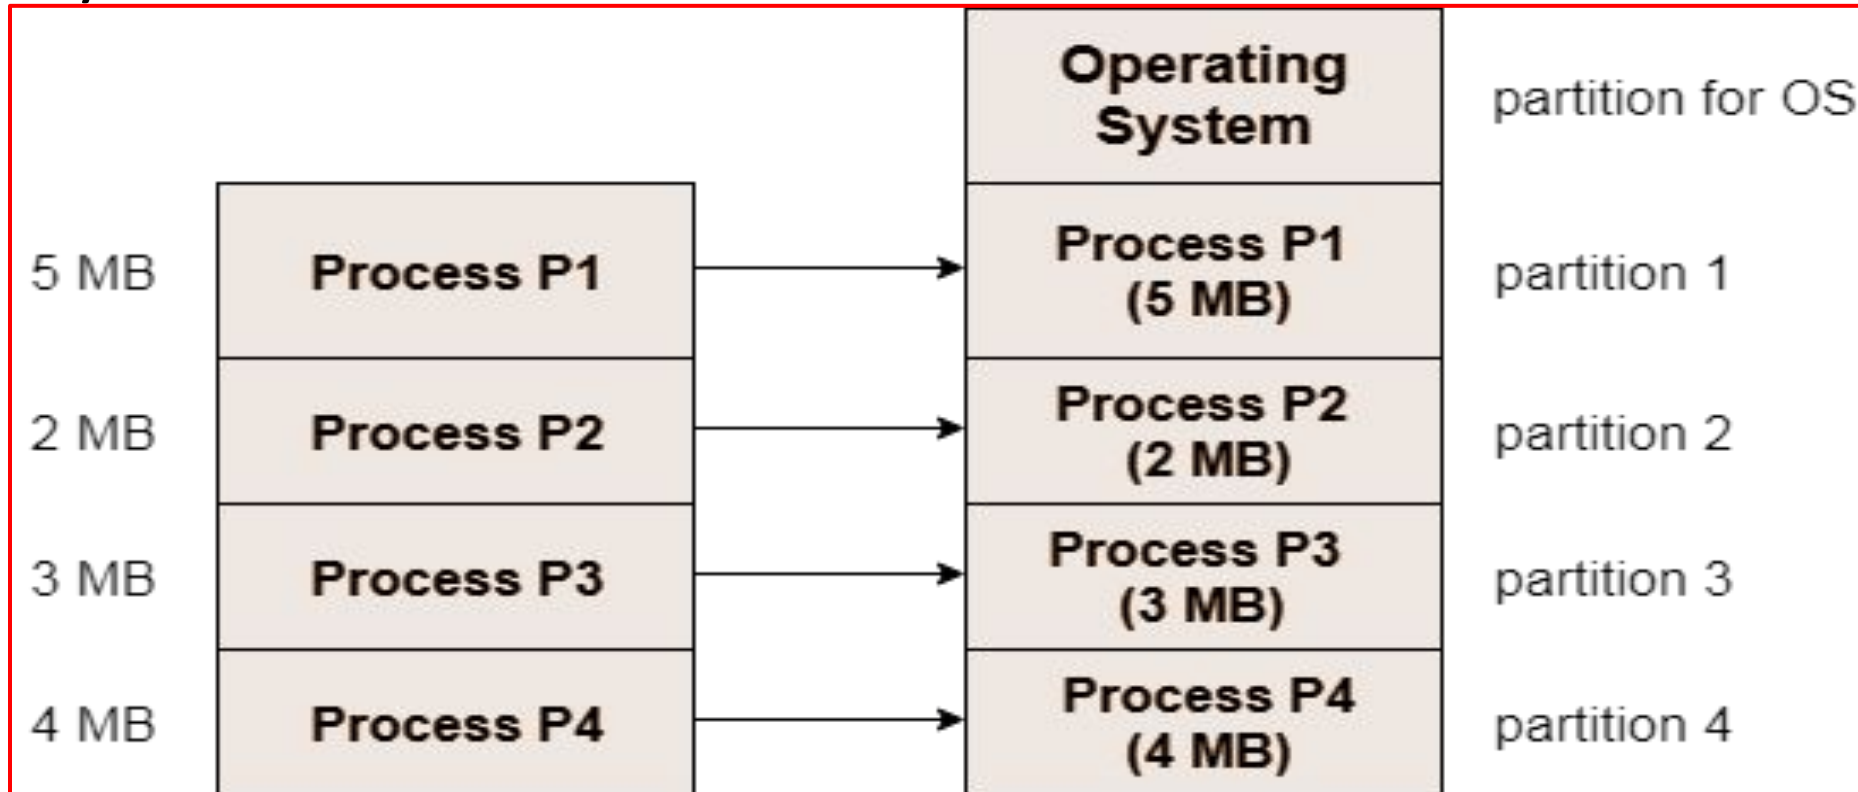 Operating
System
partition for OS
5 MB
Process P1
Process P1
(5 MB)
partition 1
2 MB
Process P2
Process P2
(2 MB)
partition 2
3 MB
Process P3
Process P3
(3 MB)
partition 3
4 MB
Process P4
Process P4
(4 MB)
partition 4